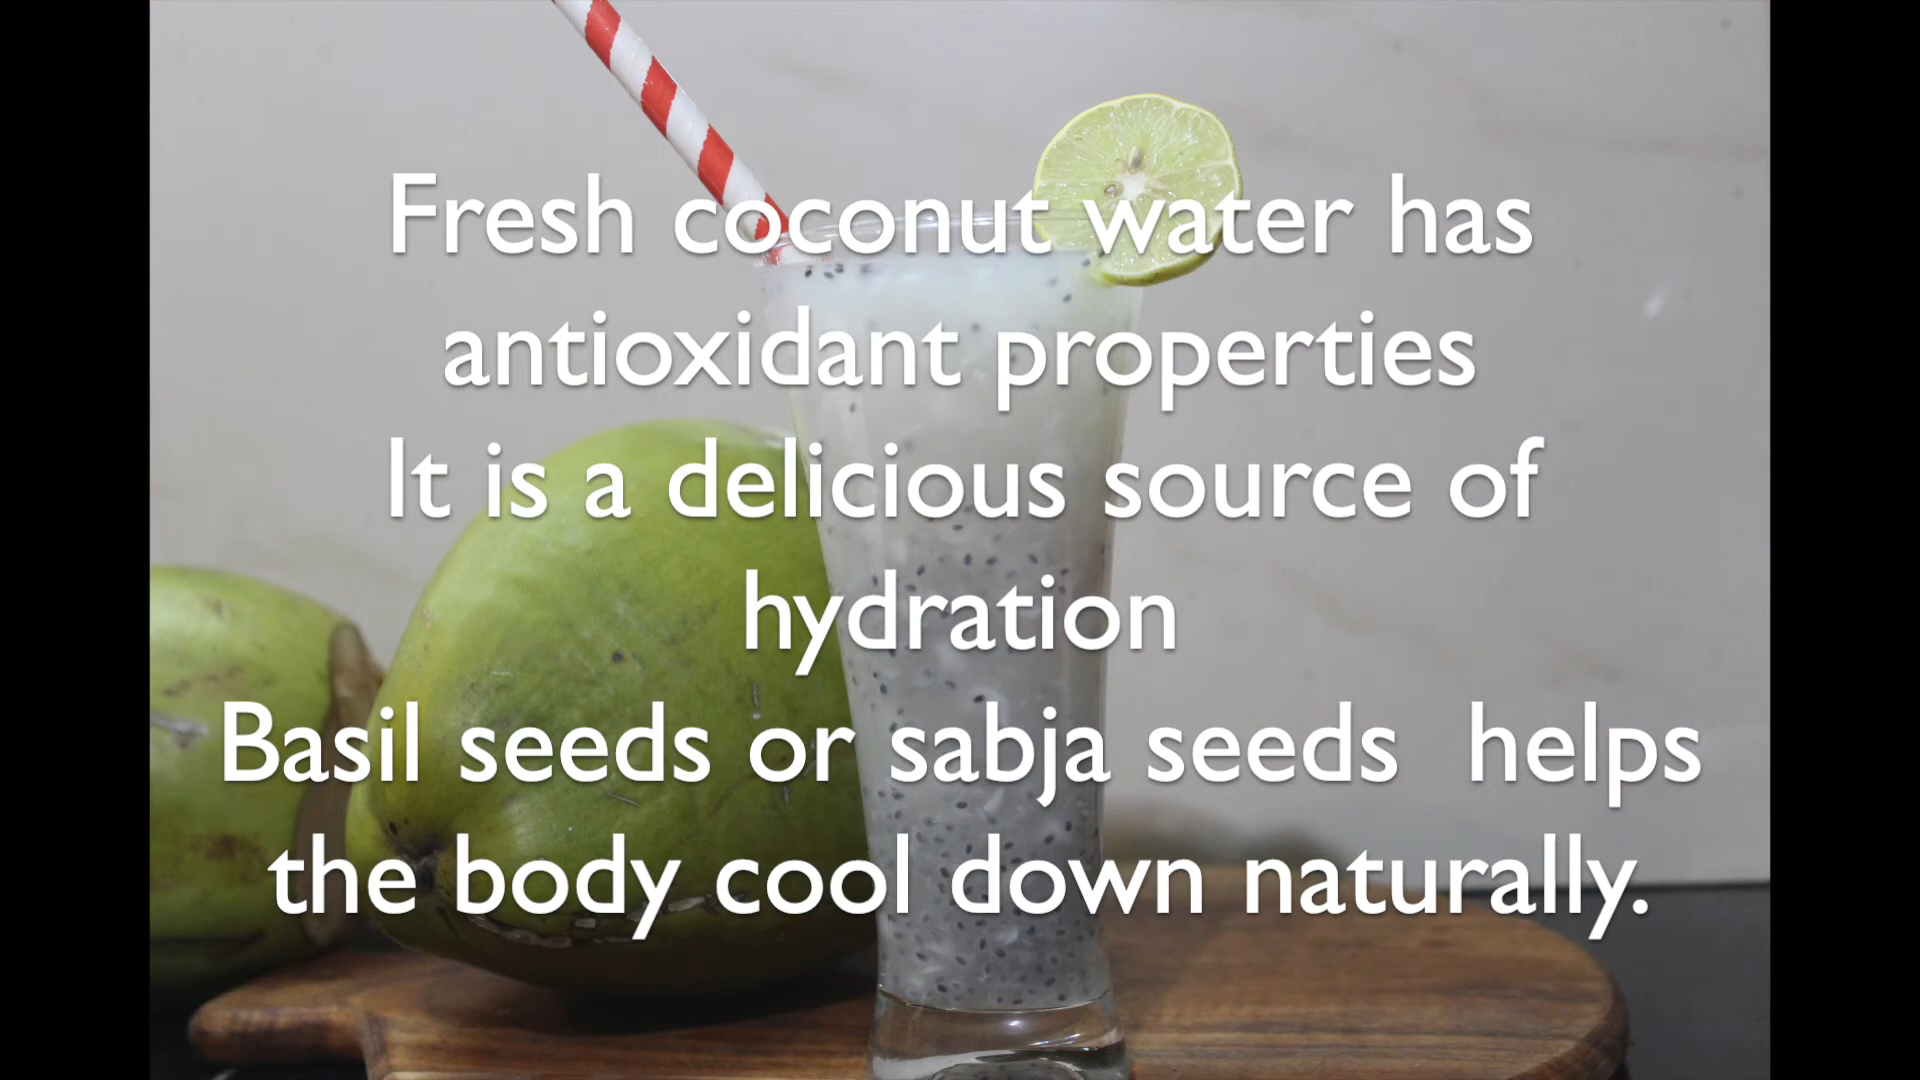 Fresh coconut water has
antioxidant properties
It is a delicious source of
hydration
Basil seeds or sabja seeds  helps
the body cool down naturally.